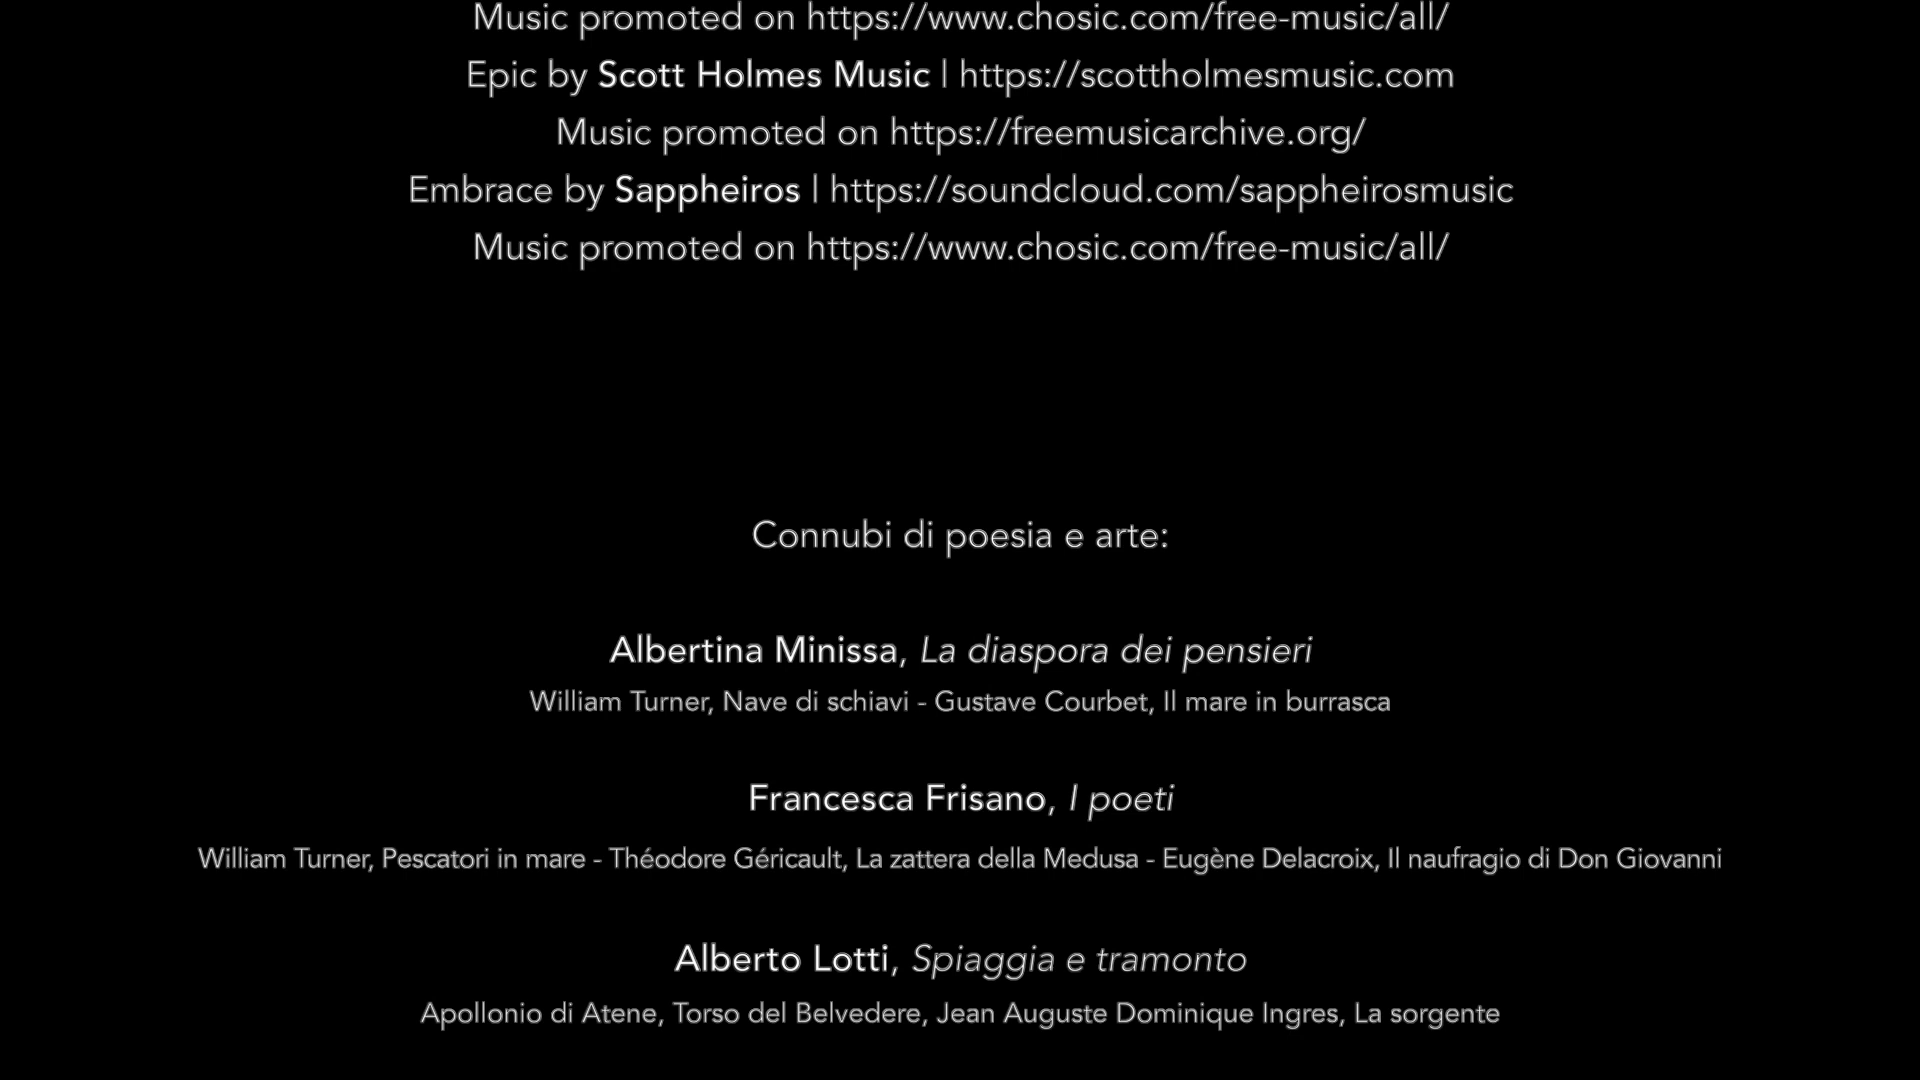 Music promoted on https://www.chosic.com/free-music/all/
Epic by Scott Holmes Music | https://scottholmesmusic.com
Music promoted on https://freemusicarchive.org/
Embrace by Sappheiros | https://soundcloud.com/sappheirosmusic
Music promoted on https://www.chosic.com/free-music/all/
Connubi di poesia e arte:
Albertina Minissa, La diaspora dei pensieri
William Turner, Nave di schiavi - Gustave Courbet, Il mare in burrasca
Francesca Frisano, I poeti
William Turner, Pescatori in mare - Théodore Géricault, La zattera della Medusa - Eugène Delacroix, Il naufragio di Don Giovanni
Alberto Lotti, Spiaggia e tramonto
Apollonio di Atene, Torso del Belvedere, Jean Auguste Dominique Ingres, La sorgente